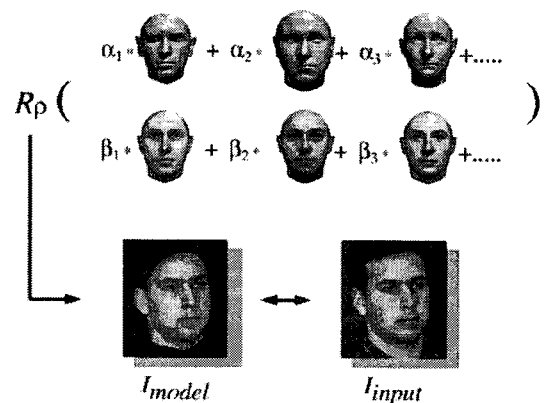 α1* + α2* + α3* +.....
Rρ ( )
β1* + β2* + β3* +.....
Imodel Iinput